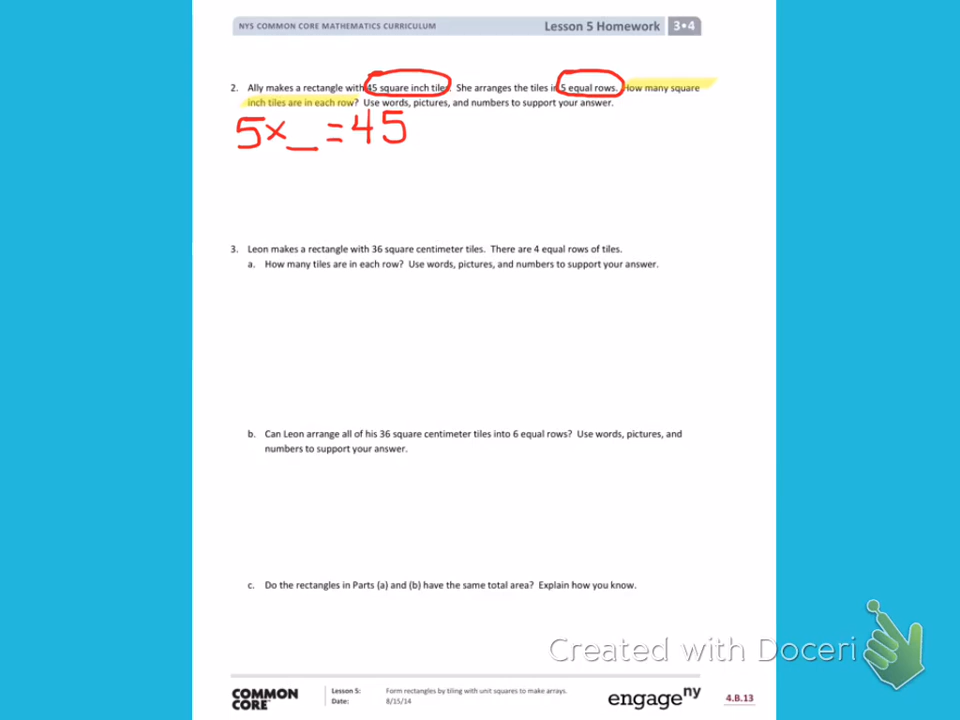 NYS COMMON CORE MATHEMATICS CURRICULUM Lesson 5 Homework 3•4
2. Ally makes a rectangle with 45 square inch tiles. She arranges the tiles in 5 equal rows. How many square
inch tiles are in each row? Use words, pictures, and numbers to support your answer.
5×_=45
3. Leon makes a rectangle with 36 square centimeter tiles. There are 4 equal rows of tiles.
a. How many tiles are in each row? Use words, pictures, and numbers to support your answer.
b. Can Leon arrange all of his 36 square centimeter tiles into 6 equal rows? Use words, pictures, and
numbers to support your answer.
c. Do the rectangles in Parts (a) and (b) have the same total area? Explain how you know.
Created with Doceri
COMMON
CORE
Lesson 5: Form rectangles by tiling with unit squares to make arrays.
Date: 8/15/14
engage ny
4.B.13